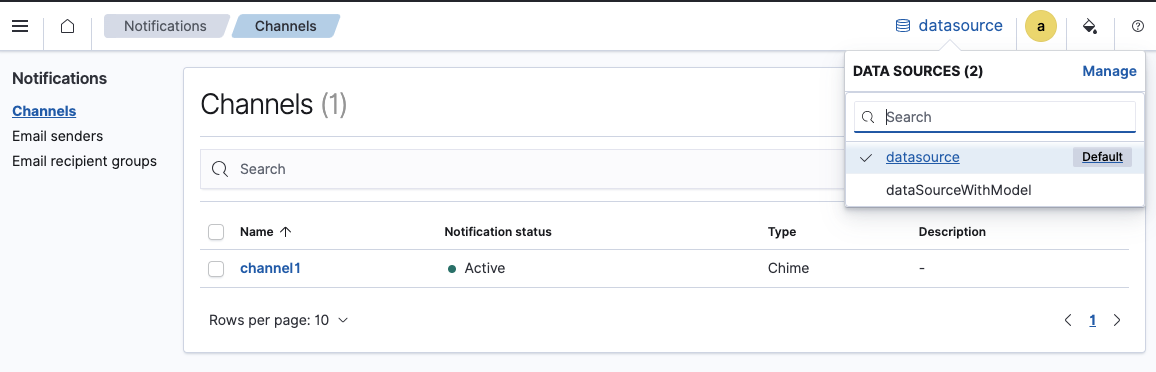 Notifications
Channels
datasource
a
DATA SOURCES (2)
Manage
Search
datasource
Default
dataSourceWithModel
Notifications
Channels
Email senders
Email recipient groups
Channels (1)
Search
Name Notification status Type Description
channel1 Active Chime -
Rows per page: 10
1